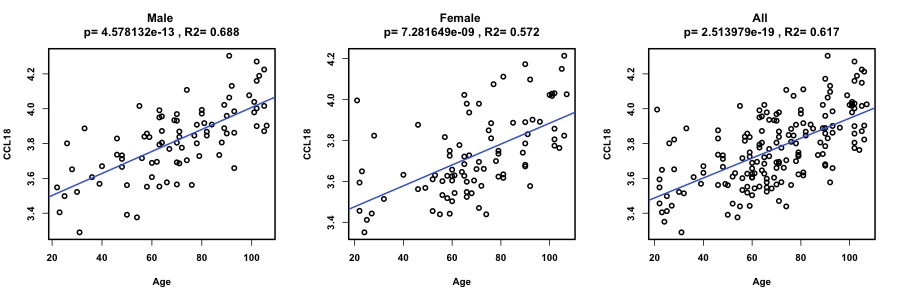 Male
p= 4.578132e-13 , R2= 0.688
CCL18
4.2
4.0
3.8
3.6
3.4
20 40 60 80 100
Age
Female
p= 7.281649e-09 , R2= 0.572
CCL18
4.2
4.0
3.8
3.6
3.4
20 40 60 80 100
Age
All
p= 2.513979e-19 , R2= 0.617
CCL18
4.2
4.0
3.8
3.6
3.4
20 40 60 80 100
Age